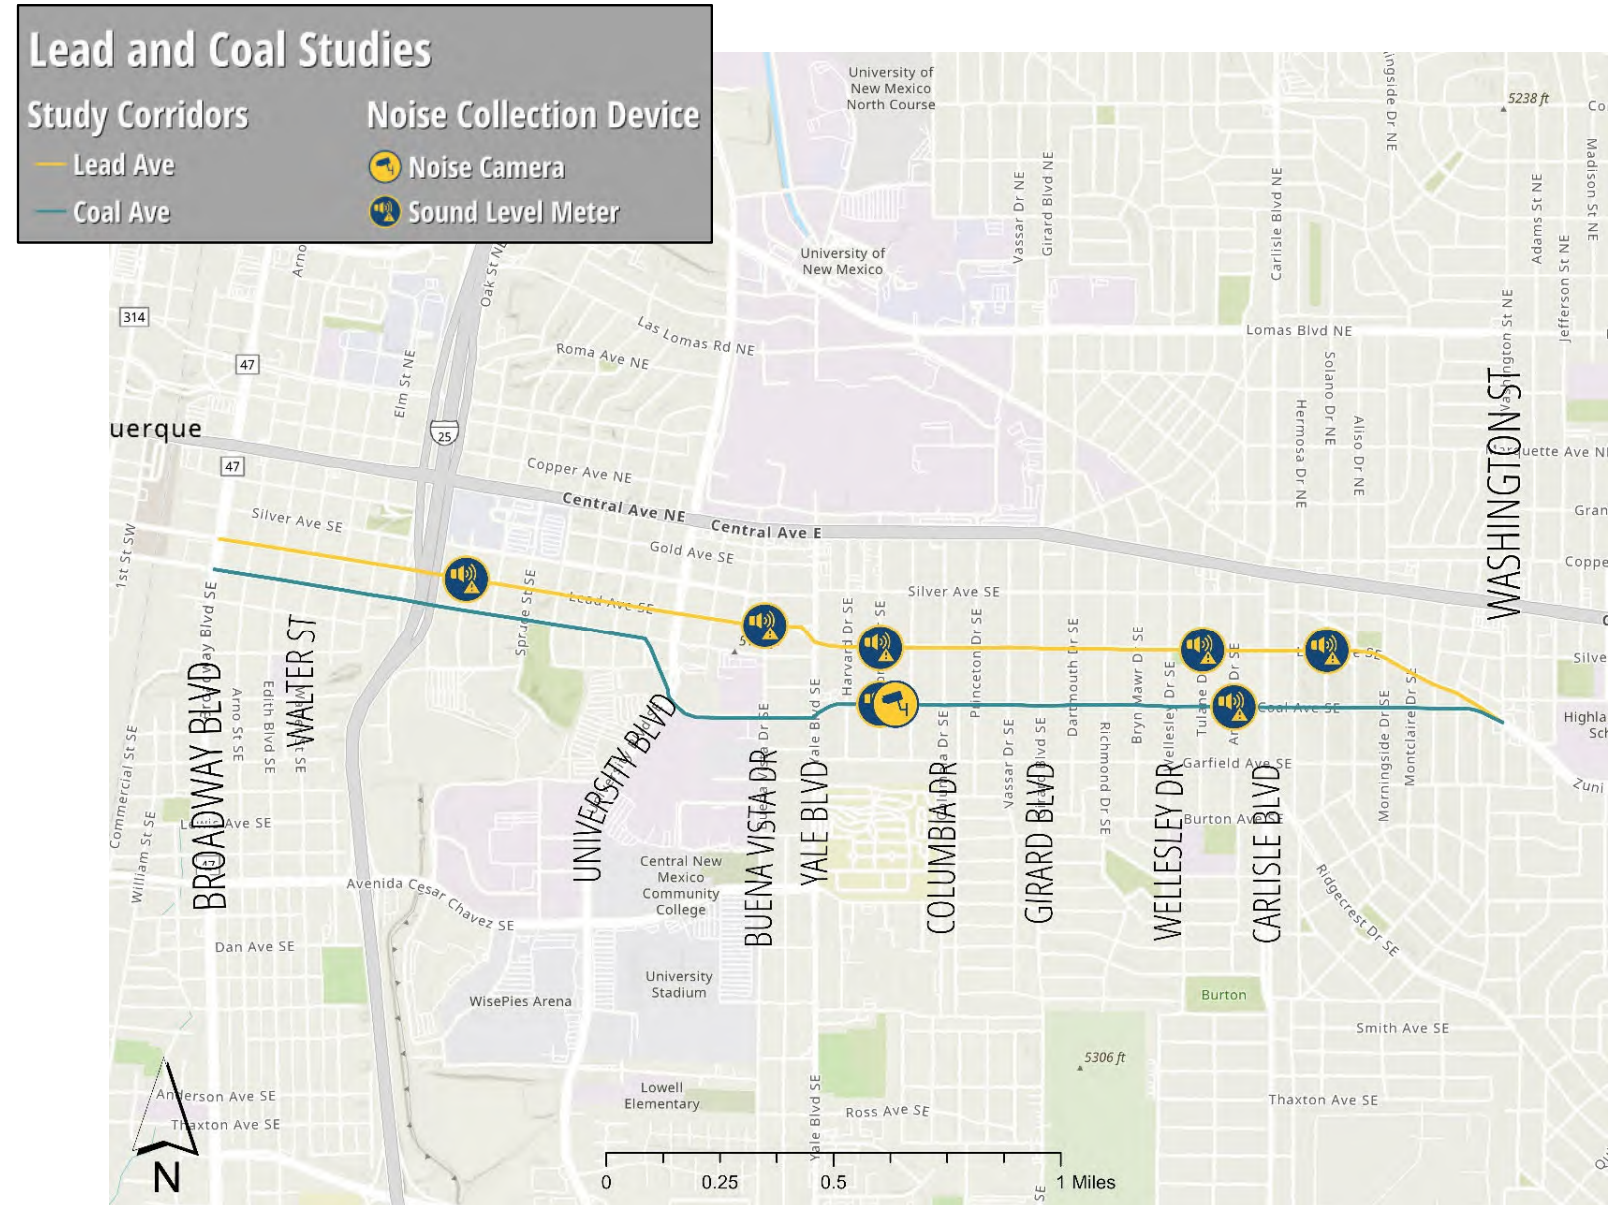 Lead and Coal Studies
Study Corridors
Noise Collection Device
Lead Ave
Noise Camera
Coal Ave
Sound Level Meter
University of
New Mexico
North Course
5238 ft
Madison St NE
Adams St NE
Jefferson St NE
Vassar Dr NE
Girard Blvd NE
Carlisle Blvd NE
University of
New Mexico
Oak St NE
314
47
Las Lomas Rd NE
Roma Ave NE
Lomas Blvd NE
Washington St NE
Solano Dr NE
Hermosa Dr NE
Aliso Dr NE
Elm St NE
WASHINGTON ST
25
uerque
47
Copper Ave NE
Central Ave NE
Central Ave E
Silver Ave SE
Gold Ave SE
1st St SW
Spruce St SE
Lead Ave SE
Silver Ave SE
Harvard Dr SE
Princeton Dr SE
Dartmouth Dr SE
Bryn Mawr Dr SE
Wellesley Dr SE
Coal Ave SE
Broadway Blvd SE
WALTER ST
BROADWAY BLVD
Arno St SE
Edith Blvd SE
Commercial St SE
William St SE
UNIVERSITY BLVD
BUENA VISTA DR
YALE BLVD
Yale Blvd SE
COLUMBIA DR
Vassar Dr SE
GIRARD BLVD
Richmond Dr SE
WELLESLEY DR
CARLISLE BLVD
Garfield Ave SE
Burton Ave SE
Morningside Dr SE
Montclaire Dr SE
Zuni
Lewis Ave SE
47
Avenida Cesar Chavez SE
Central New
Mexico
Community
College
Ridgecrest Dr SE
Dan Ave SE
WisePies Arena
University
Stadium
Burton
Smith Ave SE
5306 ft
Lowell
Elementary
Yale Blvd SE
Ross Ave SE
Thaxton Ave SE
Anderson Ave SE
Thaxton Ave SE
N
0 0.25 0.5 1 Miles